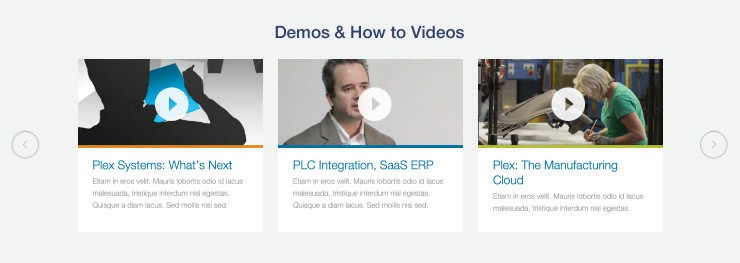 Demos & How to Videos
Plex Systems: What's Next
Etiam in eros velit. Mauris lobortis odio id lacus
malesuada, tristique interdum nisl egestas.
Quisque a diam lacus. Sed mollis nisi sed.
PLC Integration, SaaS ERP
Etiam in eros velit. Mauris lobortis odio id lacus
malesuada, tristique interdum nisl egestas.
Quisque a diam lacus. Sed mollis nisi sed.
Plex: The Manufacturing
Cloud
Etiam in eros velit. Mauris lobortis odio id lacus
malesuada, tristique interdum nisl egestas.